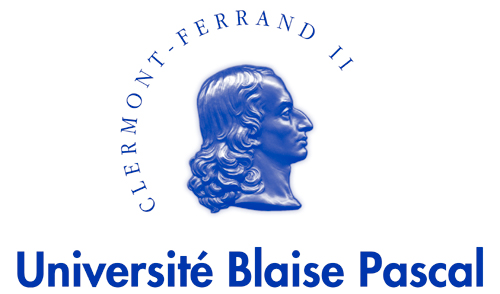 CLERMONT-FERRAND II
Université Blaise Pascal